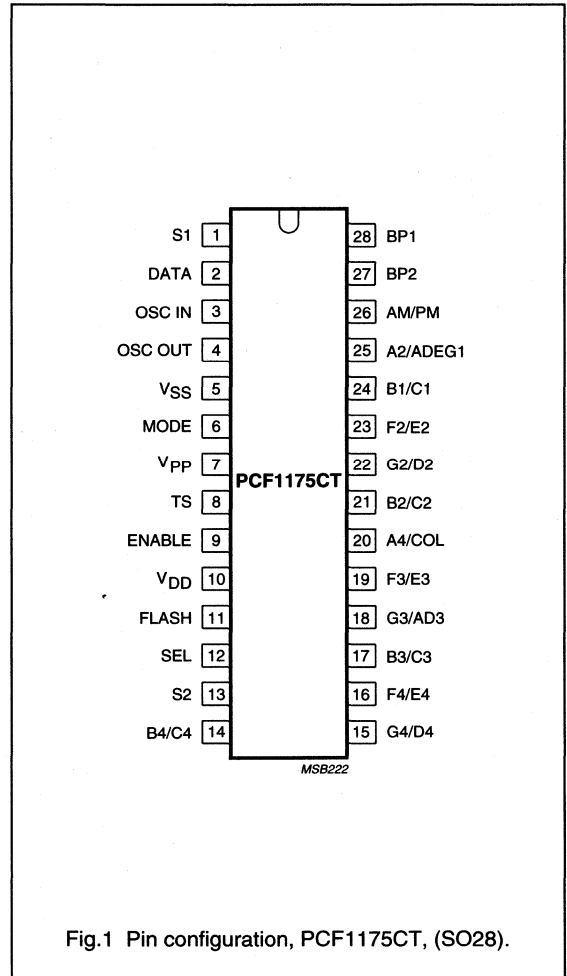 S1 1 28 BP1
DATA 2 27 BP2
OSC IN 3 26 AM/PM
OSC OUT 4 25 A2/ADEG1
VSS 5 24 B1/C1
MODE 6 23 F2/E2
VPP 7 22 G2/D2
PCF1175CT
TS 8 21 B2/C2
ENABLE 9 20 A4/COL
VDD 10 19 F3/E3
FLASH 11 18 G3/AD3
SEL 12 17 B3/C3
S2 13 16 F4/E4
B4/C4 14 15 G4/D4
MSB222
Fig.1 Pin configuration, PCF1175CT, (SO28).